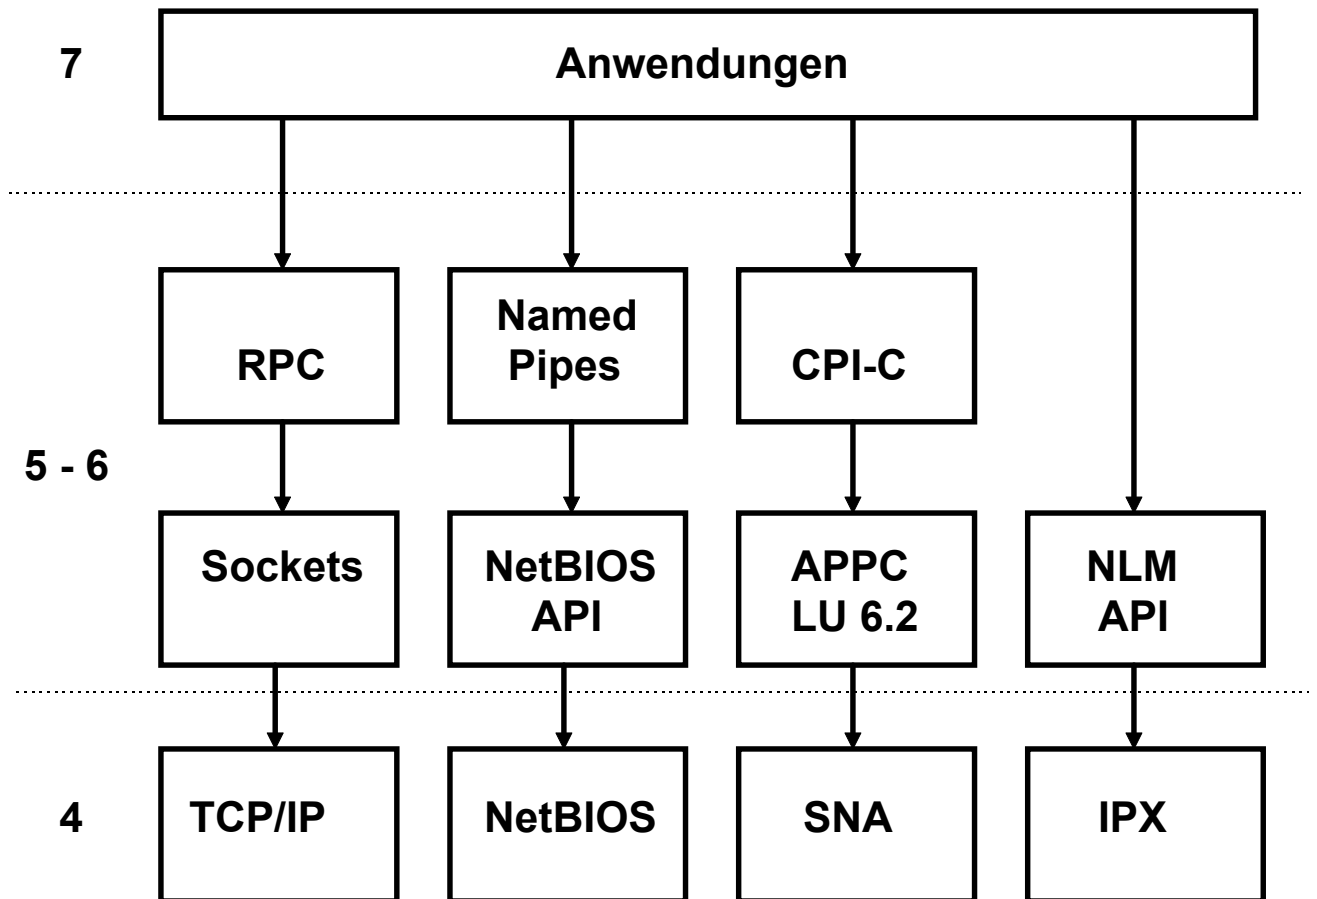 7
Anwendungen
RPC
Named
Pipes
CPI-C
5 - 6
Sockets
NetBIOS
API
APPC
LU 6.2
NLM
API
4
TCP/IP
NetBIOS
SNA
IPX